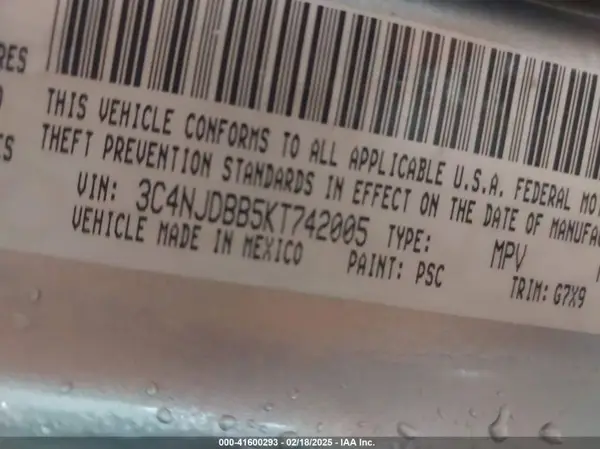 RES
THIS VEHICLE CONFORMS TO ALL APPLICABLE U.S.A. FEDERAL MO
THEFT PREVENTION STANDARDS IN EFFECT ON THE DATE OF MANUFAC
VIN: 3C4NJDBB5KT742005 TYPE: MPV TRIM: G7X9
VEHICLE MADE IN MEXICO PAINT: PSC
000-41600293 - 02/18/2025 - IAA Inc.